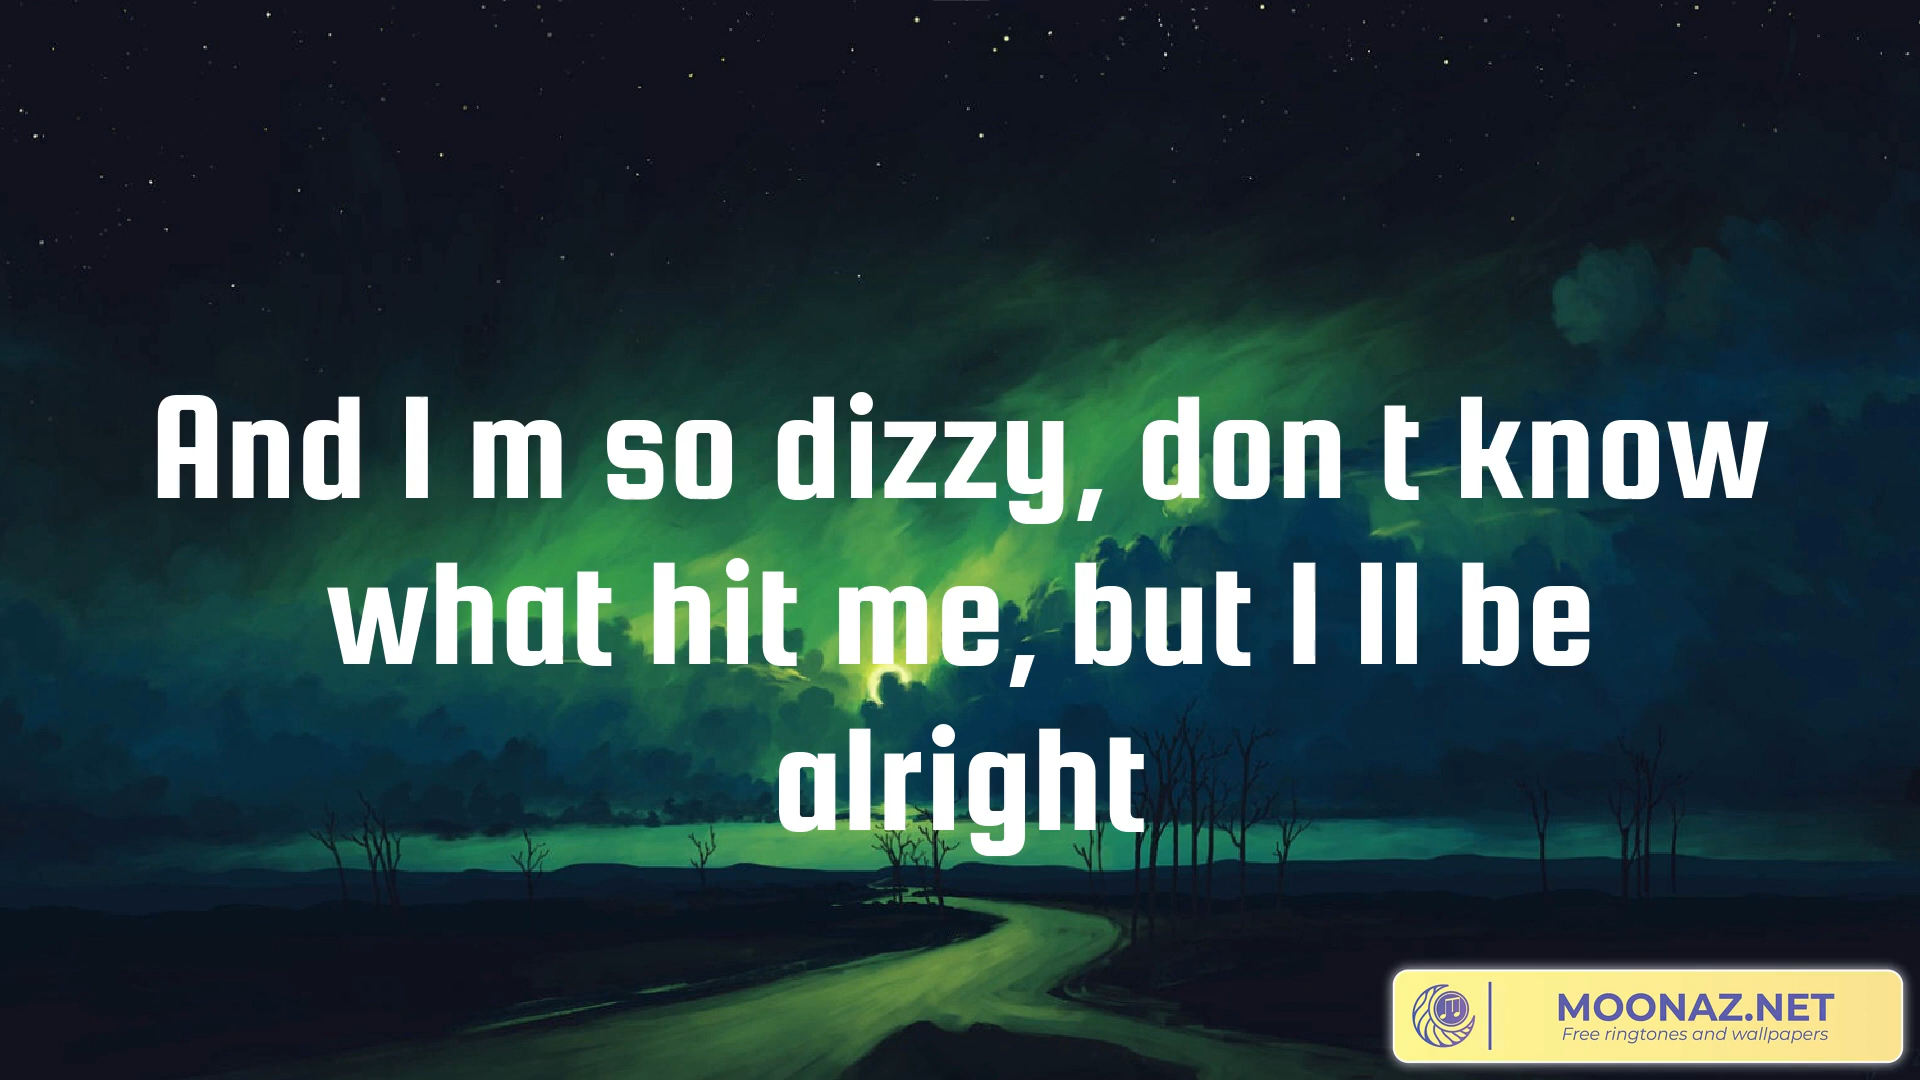 And I m so dizzy, don t know
what hit me, but I ll be
alright
MOONAZ.NET
Free ringtones and wallpapers